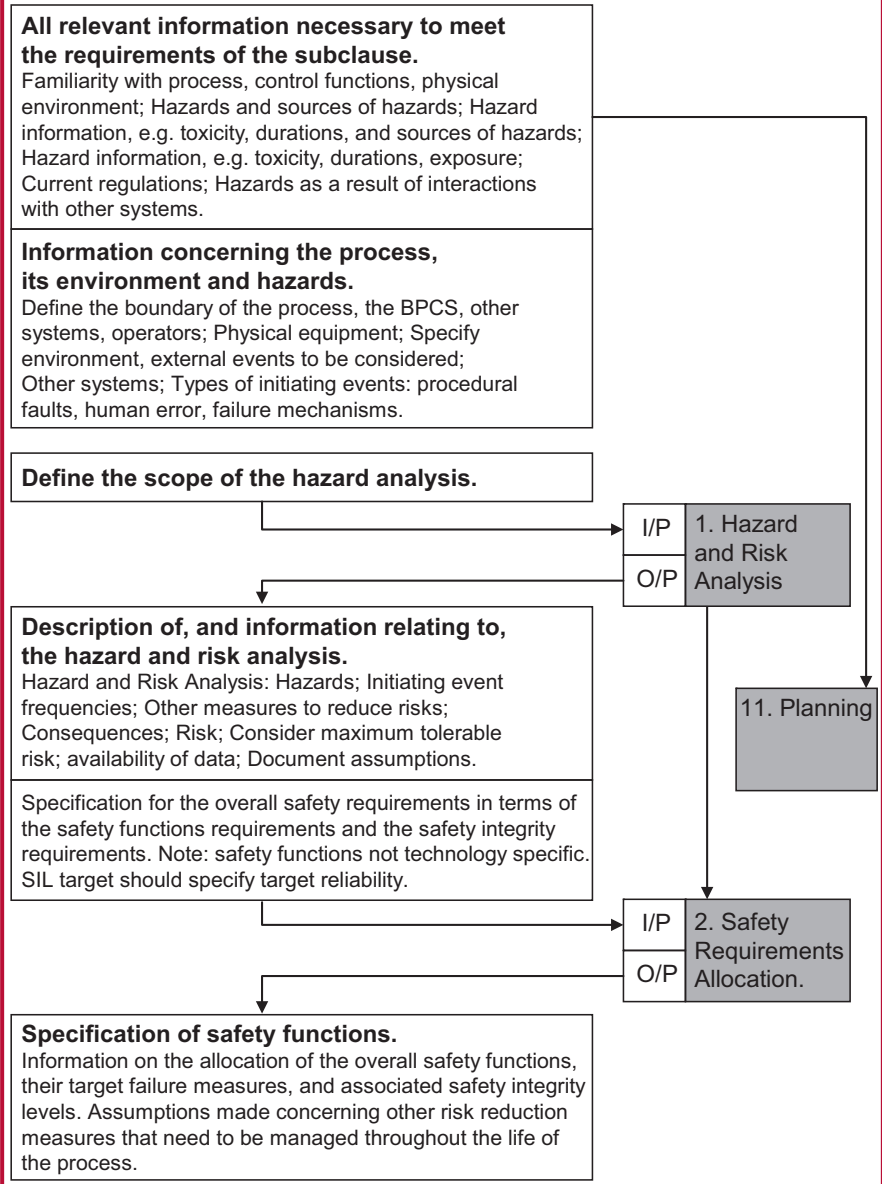 All relevant information necessary to meet
the requirements of the subclause.
Familiarity with process, control functions, physical
environment; Hazards and sources of hazards; Hazard
information, e.g. toxicity, durations, and sources of hazards;
Hazard information, e.g. toxicity, durations, exposure;
Current regulations; Hazards as a result of interactions
with other systems.
Information concerning the process,
its environment and hazards.
Define the boundary of the process, the BPCS, other
systems, operators; Physical equipment; Specify
environment, external events to be considered;
Other systems; Types of initiating events: procedural
faults, human error, failure mechanisms.
Define the scope of the hazard analysis.
I/P
O/P
1. Hazard
and Risk
Analysis
Description of, and information relating to,
the hazard and risk analysis.
Hazard and Risk Analysis: Hazards; Initiating event
frequencies; Other measures to reduce risks;
Consequences; Risk; Consider maximum tolerable
risk; availability of data; Document assumptions.
11. Planning
Specification for the overall safety requirements in terms of
the safety functions requirements and the safety integrity
requirements. Note: safety functions not technology specific.
SIL target should specify target reliability.
I/P
O/P
2. Safety
Requirements
Allocation.
Specification of safety functions.
Information on the allocation of the overall safety functions,
their target failure measures, and associated safety integrity
levels. Assumptions made concerning other risk reduction
measures that need to be managed throughout the life of
the process.